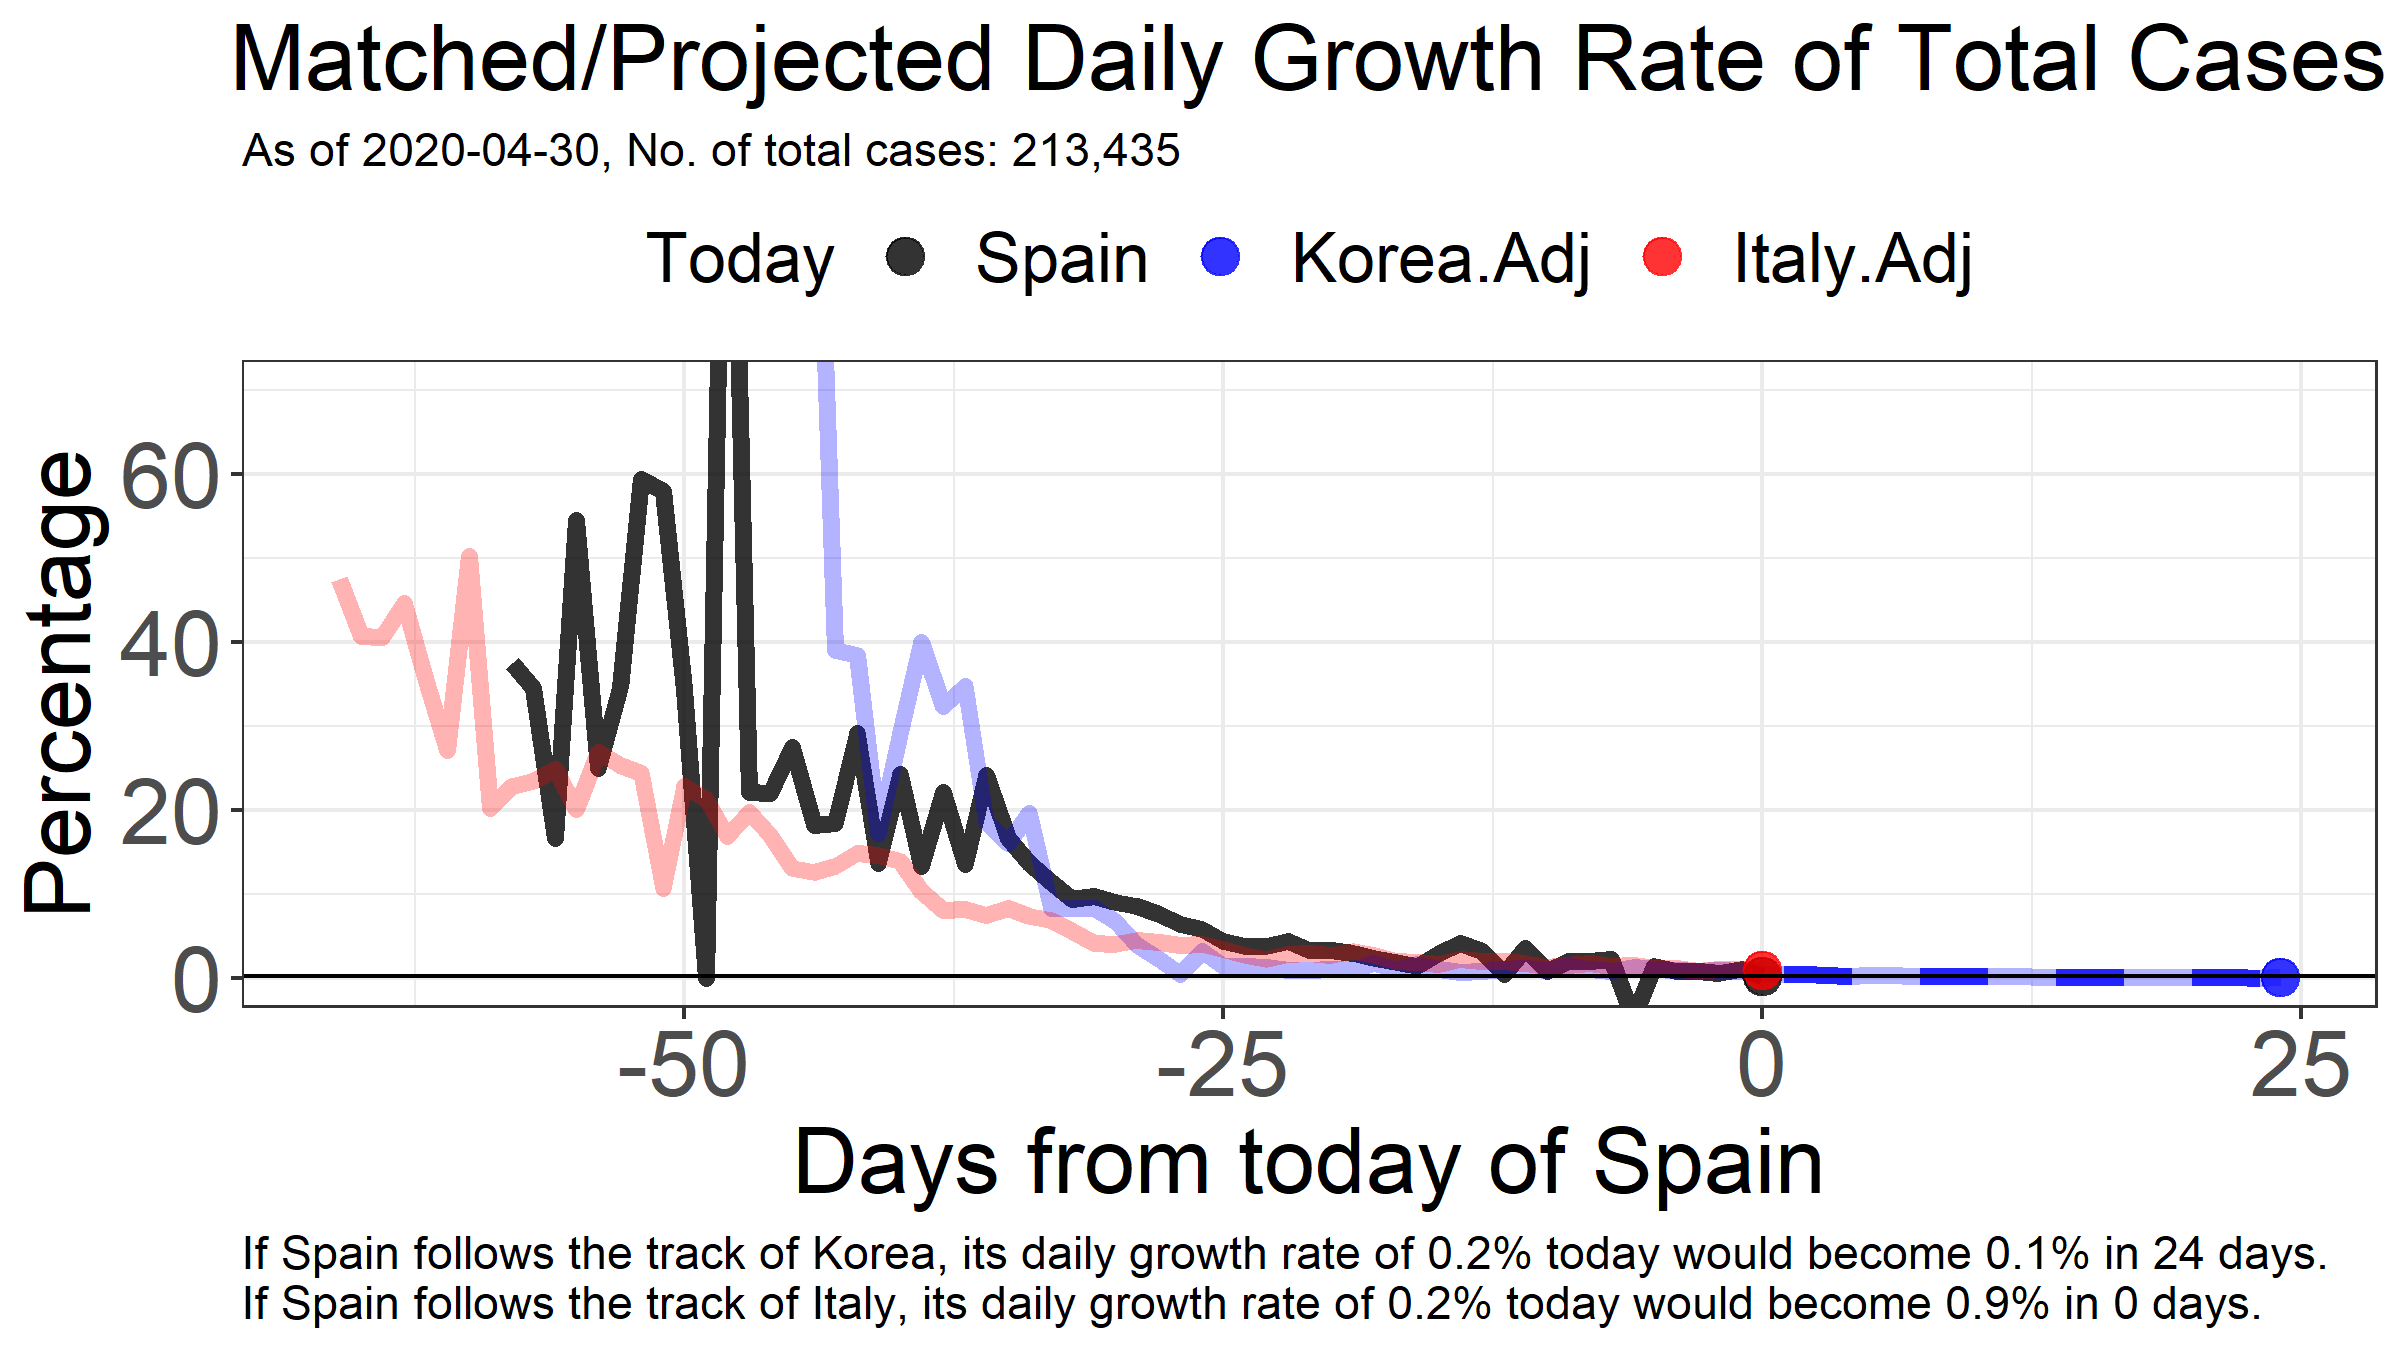 Matched/Projected Daily Growth Rate of Total Cases
As of 2020-04-30, No. of total cases: 213,435
Today Spain Korea.Adj Italy.Adj
Percentage
60
40
20
0
-50 -25 0 25
Days from today of Spain
If Spain follows the track of Korea, its daily growth rate of 0.2% today would become 0.1% in 24 days.
If Spain follows the track of Italy, its daily growth rate of 0.2% today would become 0.9% in 0 days.